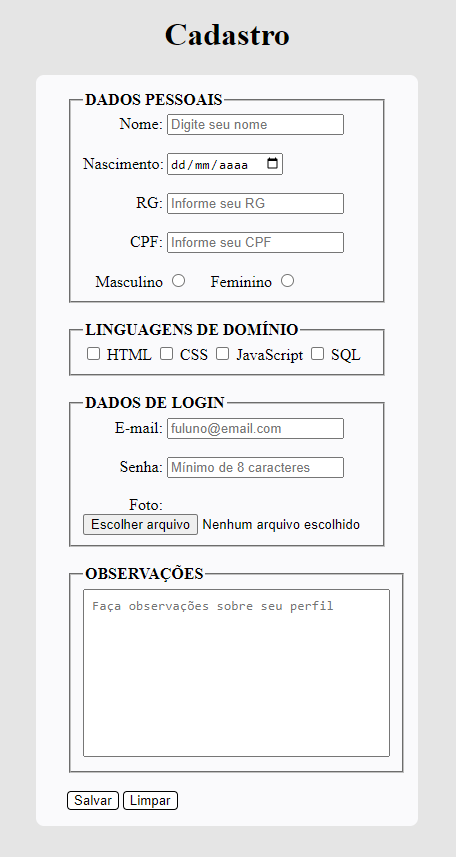 Cadastro
DADOS PESSOAIS
Nome: Digite seu nome
Nascimento: dd/mm/aaaa
RG: Informe seu RG
CPF: Informe seu CPF
Masculino Feminino
LINGUAGENS DE DOMÍNIO
HTML CSS JavaScript SQL
DADOS DE LOGIN
E-mail: fuluno@email.com
Senha: Mínimo de 8 caracteres
Foto:
Escolher arquivo Nenhum arquivo escolhido
OBSERVAÇÕES
Faça observações sobre seu perfil
Salvar Limpar